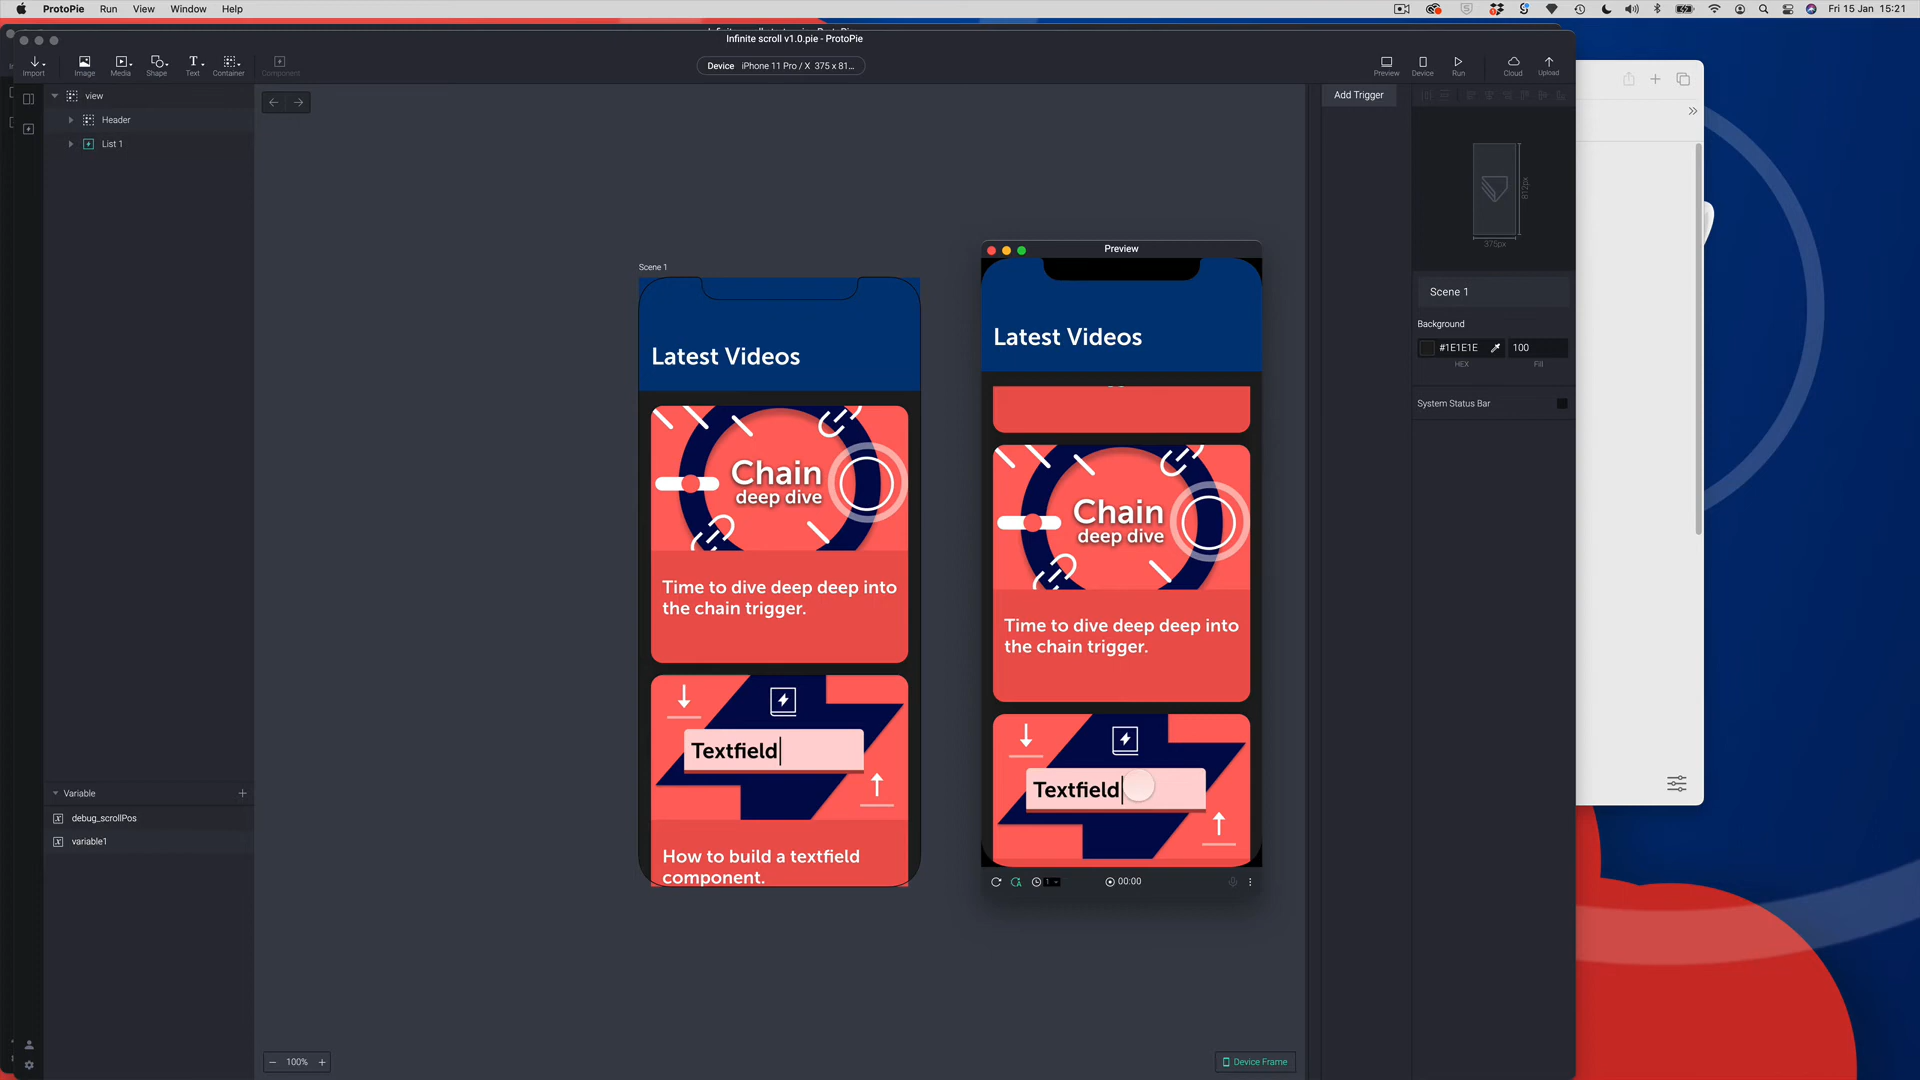 ProtoPie Run View Window Help
Fri 15 Jan 15:21
Infinite scroll v1.0.pie - ProtoPie
Import Image Media Shape Text Container Component
Device iPhone 11 Pro / X 375 x 81...
Preview Device Run Cloud Upload
view
Header
List 1
Variable
debug_scrollPos
variable1
100%
Scene 1
Latest Videos
Chain
deep dive
Time to dive deep deep into
the chain trigger.
Textfield
How to build a textfield
component.
Preview
Latest Videos
Chain
deep dive
Time to dive deep deep into
the chain trigger.
Textfield
1
00:00
Device Frame
Add Trigger
812px
375px
Scene 1
Background
#1E1E1E 100
HEX Fill
System Status Bar